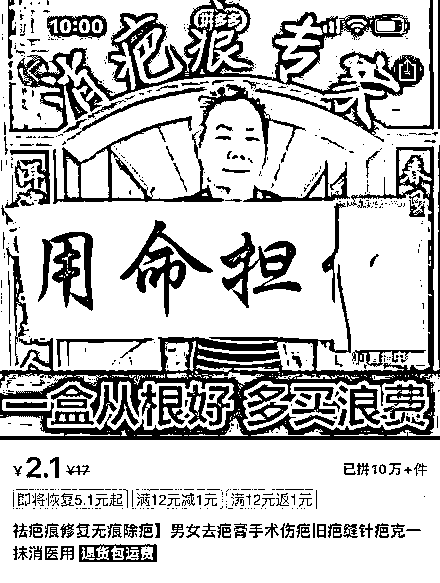 10:00
拼多多
消疤痕专
用命担
一盒从根好 多买浪费
¥2.1 ¥17 已拼10万+件
即将恢复5.1元起 满12元减1元 满12元返1元
祛疤痕修复无痕除疤】男女去疤膏手术伤疤旧疤缝针疤克一
抹消医用 退货包运费